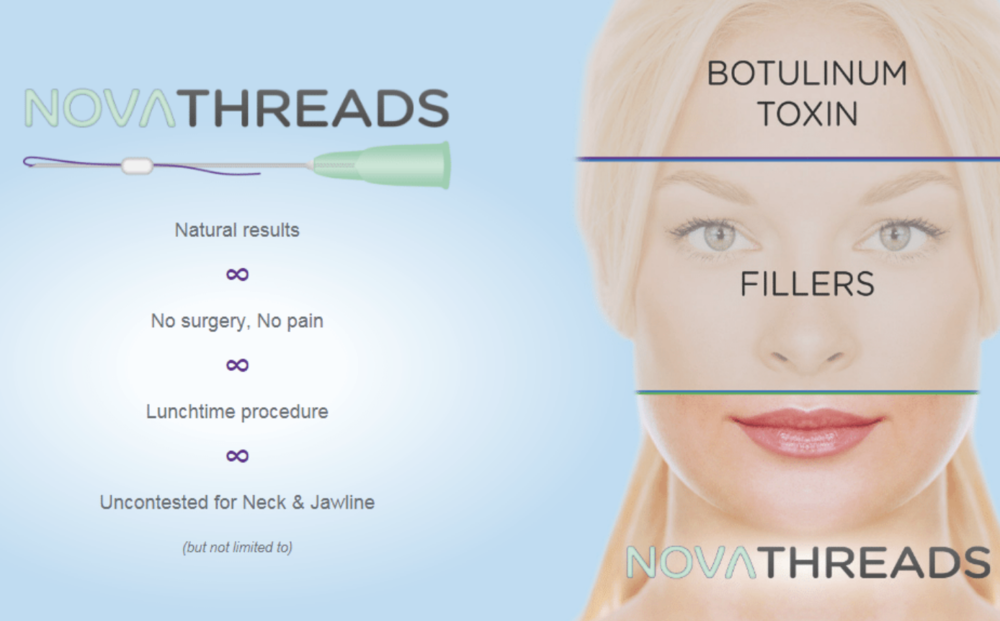 NOVATHREADS
Natural results
∞
No surgery, No pain
∞
Lunchtime procedure
∞
Uncontested for Neck & Jawline
(but not limited to)
BOTULINUM
TOXIN
FILLERS
NOVATHREADS